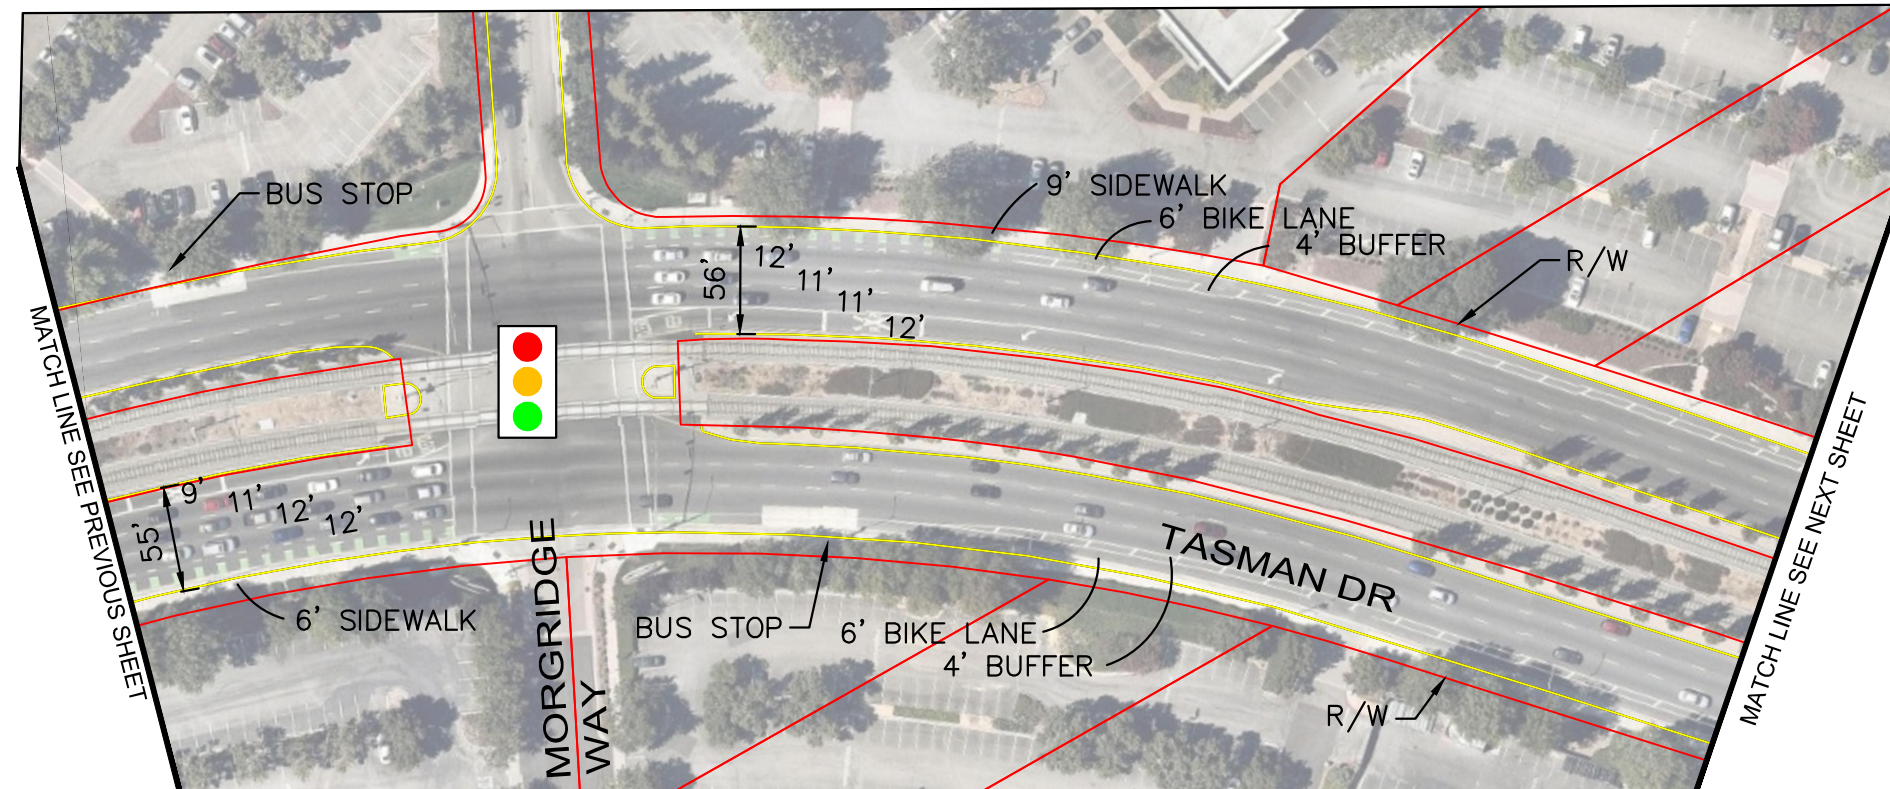 BUS STOP
9' SIDEWALK
6' BIKE LANE
4' BUFFER
R/W
56'
12'
11'
11'
12'
MATCH LINE SEE PREVIOUS SHEET
MATCH LINE SEE NEXT SHEET
9'
11'
12'
12'
55'
6' SIDEWALK
MORGRIDGE
WAY
BUS STOP
6' BIKE LANE
4' BUFFER
TASMAN DR
R/W